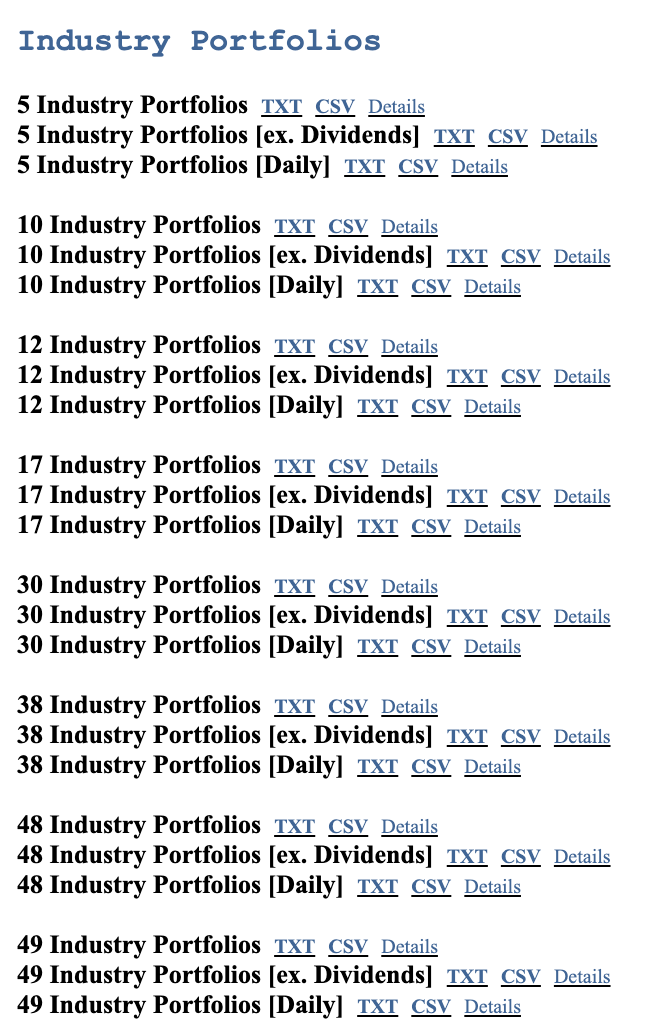 Industry Portfolios
5 Industry Portfolios TXT CSV Details
5 Industry Portfolios [ex. Dividends] TXT CSV Details
5 Industry Portfolios [Daily] TXT CSV Details
10 Industry Portfolios TXT CSV Details
10 Industry Portfolios [ex. Dividends] TXT CSV Details
10 Industry Portfolios [Daily] TXT CSV Details
12 Industry Portfolios TXT CSV Details
12 Industry Portfolios [ex. Dividends] TXT CSV Details
12 Industry Portfolios [Daily] TXT CSV Details
17 Industry Portfolios TXT CSV Details
17 Industry Portfolios [ex. Dividends] TXT CSV Details
17 Industry Portfolios [Daily] TXT CSV Details
30 Industry Portfolios TXT CSV Details
30 Industry Portfolios [ex. Dividends] TXT CSV Details
30 Industry Portfolios [Daily] TXT CSV Details
38 Industry Portfolios TXT CSV Details
38 Industry Portfolios [ex. Dividends] TXT CSV Details
38 Industry Portfolios [Daily] TXT CSV Details
48 Industry Portfolios TXT CSV Details
48 Industry Portfolios [ex. Dividends] TXT CSV Details
48 Industry Portfolios [Daily] TXT CSV Details
49 Industry Portfolios TXT CSV Details
49 Industry Portfolios [ex. Dividends] TXT CSV Details
49 Industry Portfolios [Daily] TXT CSV Details